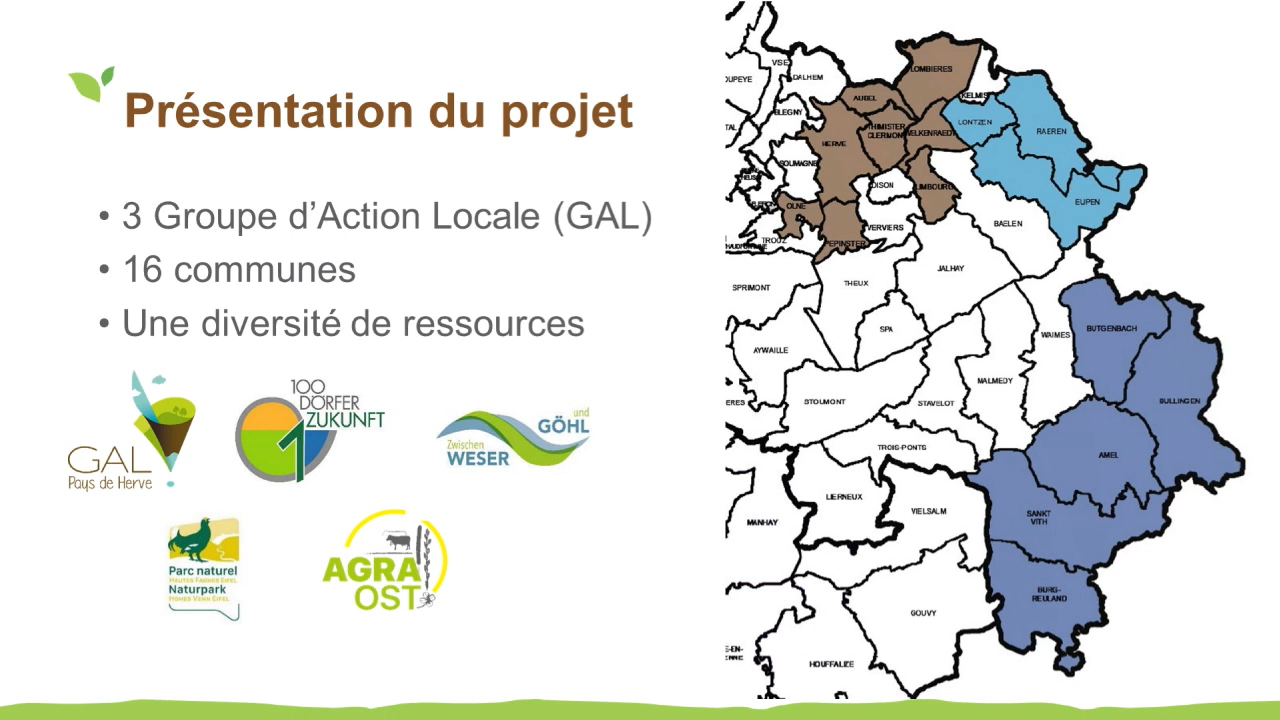 Présentation du projet
• 3 Groupe d’Action Locale (GAL)
• 16 communes
• Une diversité de ressources
GAL
Pays de Herve
100
DÖRFER
1ZUKUNFT
und
GÖHL
Zwischen
WESER
Parc naturel
HAUTES FAGNES EIFEL
Naturpark
HOHES VENN EIFEL
AGRA
OST
VISE
OUPEYE
DALHEM
LOMBIERES
KELMIS
AUBEL
BLEGNY
LONTZEN
THIMISTER
CLERMONT
WELKENRAEDT
RAEREN
HERVE
SOUMAGNE
DISON
LIMBOURG
OLNE
EUPEN
BAELEN
VERVIERS
TROOZ
PEPINSTER
JALHAY
SPRIMONT
THEUX
SPA
WAIMES
BUTGENBACH
AYWAILLE
MALMEDY
STOUMONT
STAVELOT
BULLINGEN
ERES
TROIS-PONTS
AMEL
LIERNEUX
MANHAY
VIELSALM
SANKT
VITH
BURG-
REULAND
GOUVY
HOUFFALIZE